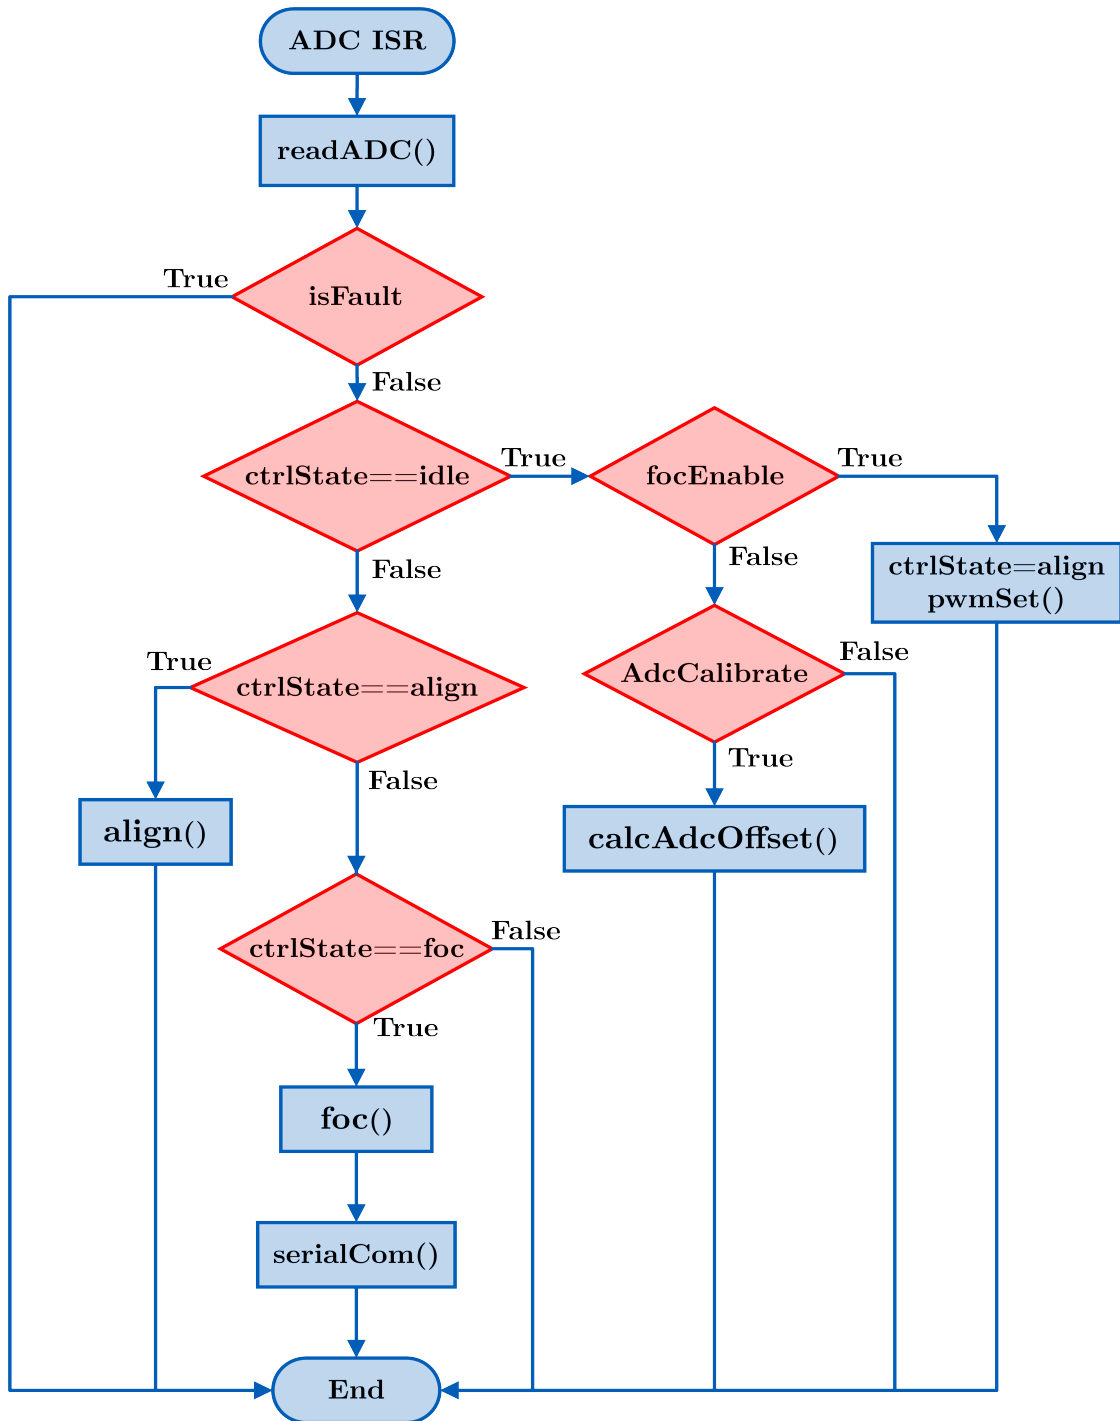 ADC ISR
readADC()
True
isFault
False
ctrlState==idle
True
focEnable
True
False
False
ctrlState=align
pwmSet()
True
ctrlState==align
AdcCalibrate
False
False
True
align()
calcAdcOffset()
ctrlState==foc
False
True
foc()
serialCom()
End